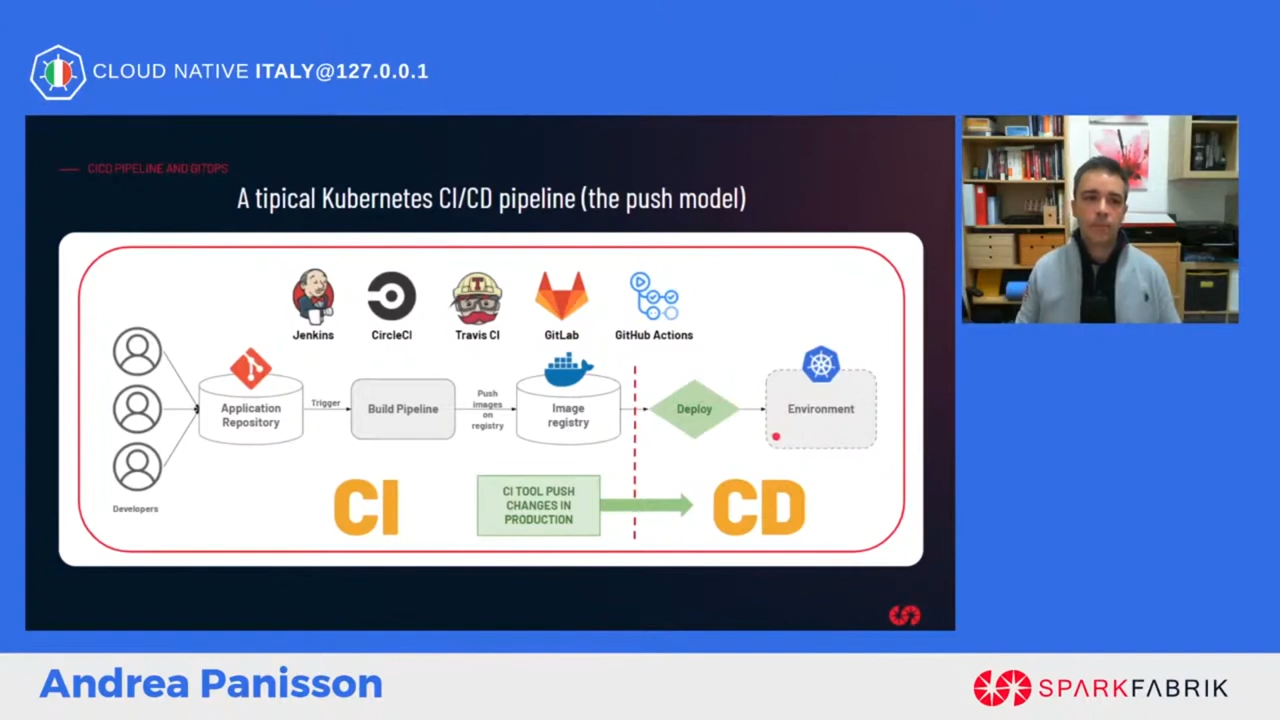 CLOUD NATIVE ITALY@127.0.0.1
CICD PIPELINE AND GITOPS
A tipical Kubernetes CI/CD pipeline (the push model)
Jenkins
CircleCI
Travis CI
GitLab
GitHub Actions
Application
Repository
Trigger
Build Pipeline
Push
images
on
registry
Image
registry
Deploy
Environment
Developers
CI
CI TOOL PUSH
CHANGES IN
PRODUCTION
CD
Andrea Panisson
SPARKFABRIK